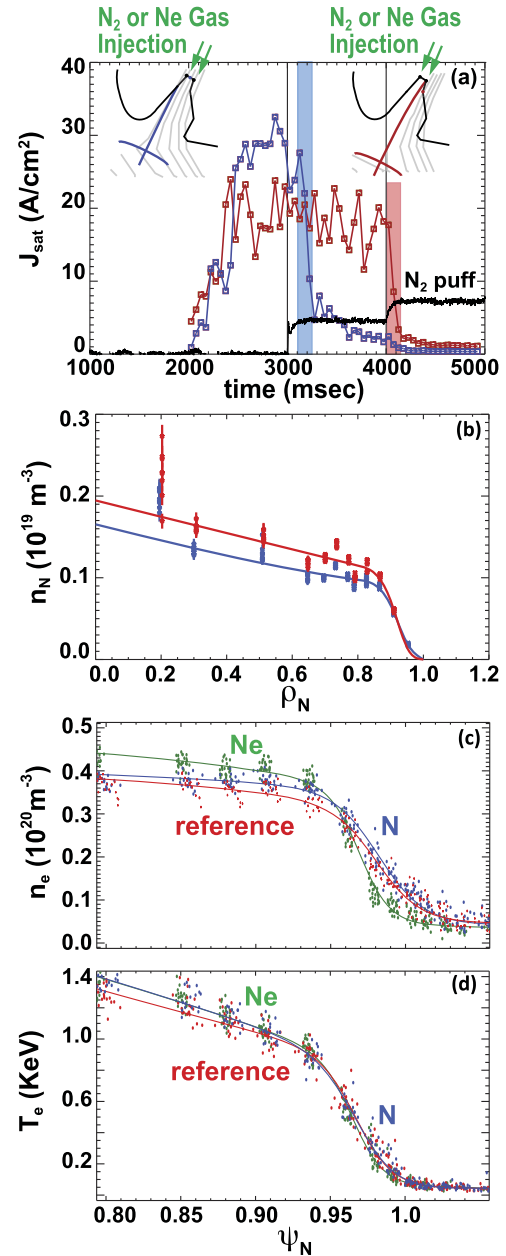 N₂ or Ne Gas
Injection
N₂ or Ne Gas
Injection
(a)
40
30
20
10
0
Jsat (A/cm²)
N₂ puff
1000 2000 3000 4000 5000
time (msec)
(b)
0.3
0.2
0.1
0.0
nN (10¹⁹ m⁻³)
0.0 0.2 0.4 0.6 0.8 1.0 1.2
ρN
(c)
0.5
0.4
0.3
0.2
0.1
0.0
ne (10²⁰m⁻³)
Ne
reference
N
(d)
1.4
1.0
0.6
0.2
Te (KeV)
Ne
reference
N
0.80 0.85 0.90 0.95 1.0
ψN